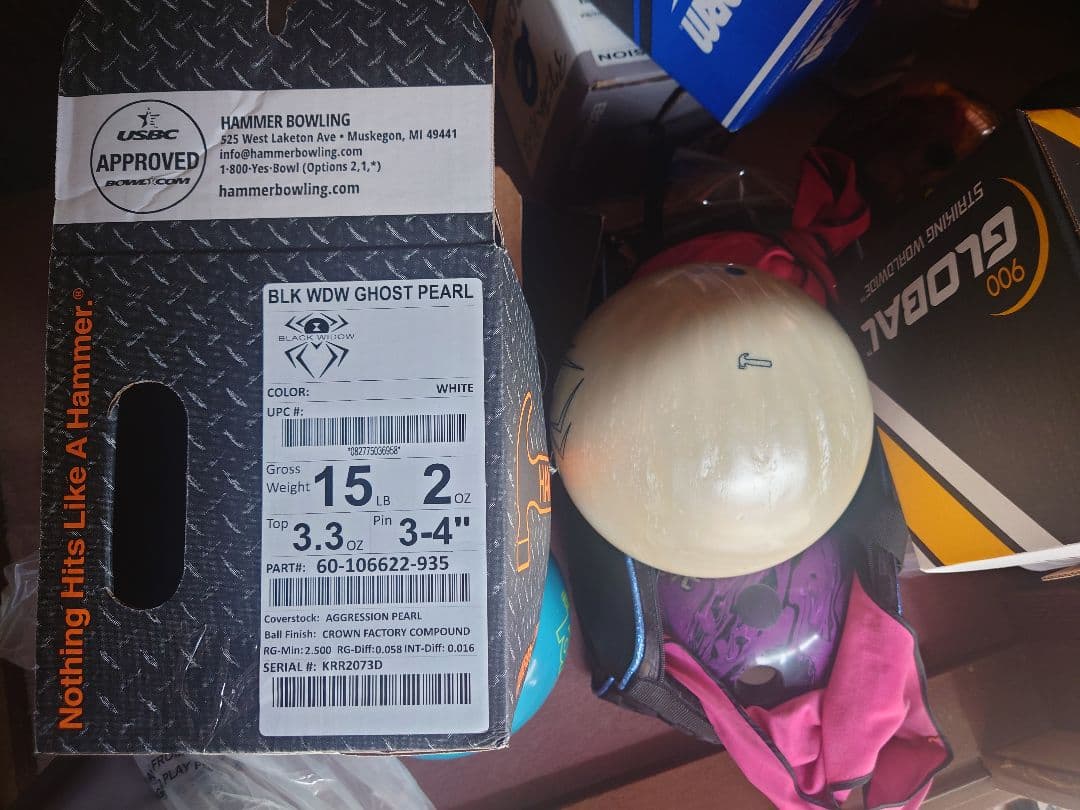 USBC
APPROVED
BOWL.COM
HAMMER BOWLING
525 West Laketon Ave • Muskegon, MI 49441
info@hammerbowling.com
1-800-Yes-Bowl (Options 2,1,*)
hammerbowling.com
Nothing Hits Like A Hammer.®
BLK WDW GHOST PEARL
BLACK WIDOW
COLOR: WHITE
UPC #:
*082775036958*
Gross
Weight 15 LB 2 OZ
Top 3.3 OZ Pin 3-4"
PART#: 60-106622-935
Coverstock: AGGRESSION PEARL
Ball Finish: CROWN FACTORY COMPOUND
RG-Min:2.500 RG-Diff:0.058 INT-Diff: 0.016
SERIAL #: KRR2073D
900
GLOBAL™
STRIKING WORLDWIDE™